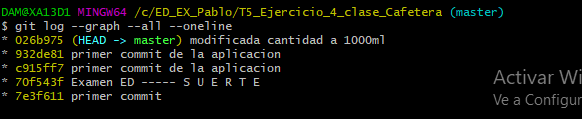 DAM@XA13D1 MINGW64 /c/ED_EX_Pablo/T5_Ejercicio_4_clase_Cafetera (master)
$ git log --graph --all --oneline
* 026b975 (HEAD -> master) modificada cantidad a 1000ml
* 932de81 primer commit de la aplicacion
* c915ff7 primer commit de la aplicacion
* 70f543f Examen ED ----- S U E R T E
* 7e3f611 primer commit
Activar Wi
Ve a Configur